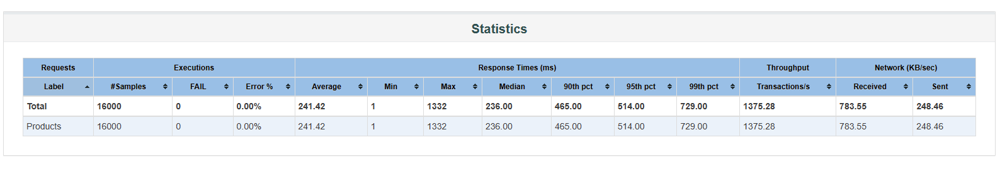 Statistics
Requests Executions Response Times (ms) Throughput Network (KB/sec)
Label #Samples FAIL Error % Average Min Max Median 90th pct 95th pct 99th pct Transactions/s Received Sent
Total 16000 0 0.00% 241.42 1 1332 236.00 465.00 514.00 729.00 1375.28 783.55 248.46
Products 16000 0 0.00% 241.42 1 1332 236.00 465.00 514.00 729.00 1375.28 783.55 248.46